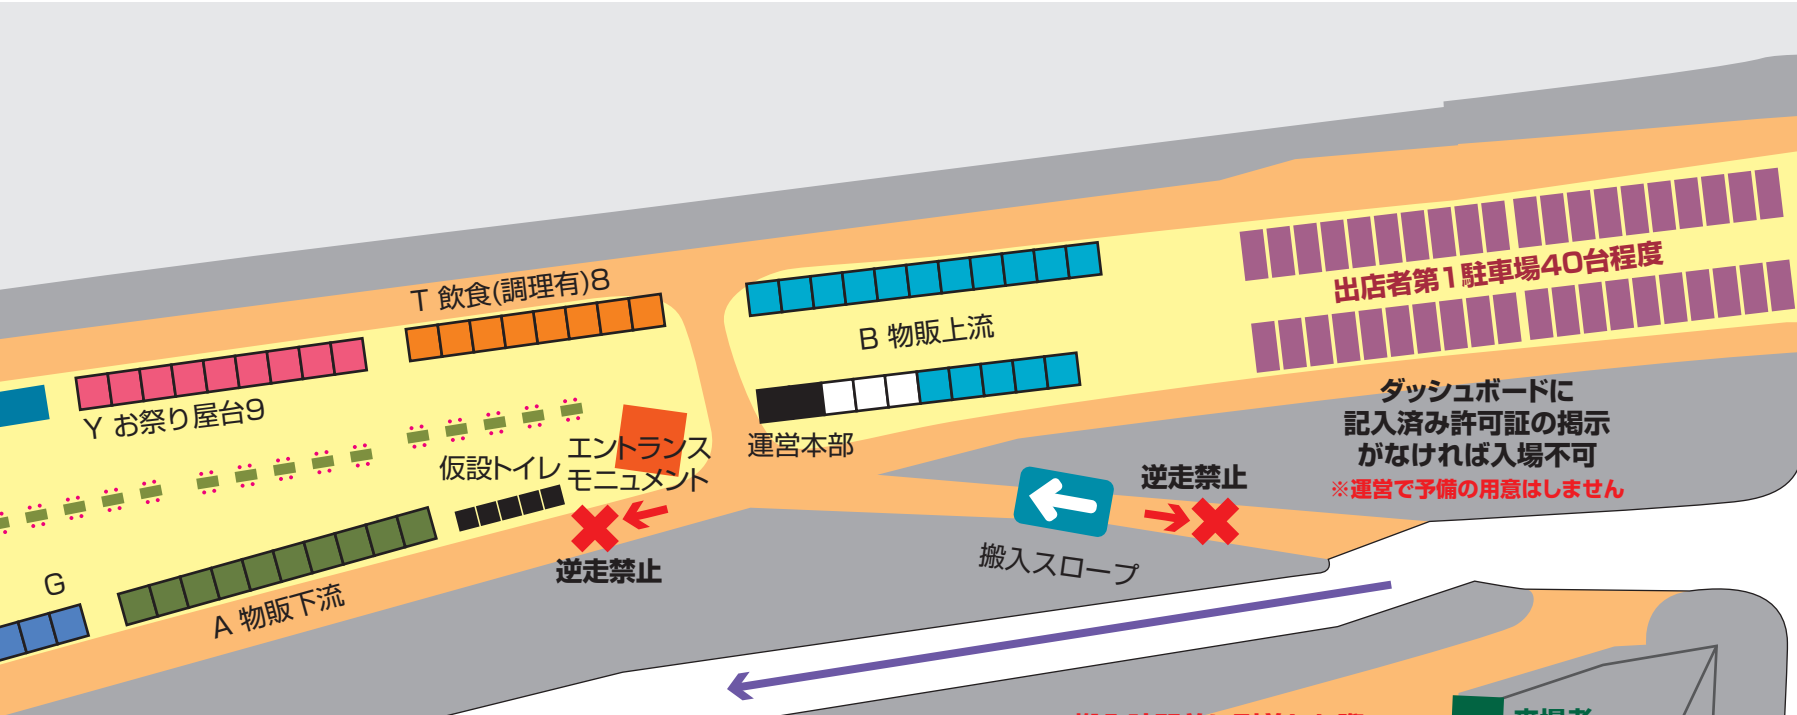 T 飲食(調理有)8
Y お祭り屋台9
B 物販上流
出店者第1駐車場40台程度
エントランス
モニュメント
仮設トイレ
運営本部
ダッシュボードに
記入済み許可証の掲示
がなければ入場不可
※運営で予備の用意はしません
逆走禁止
逆走禁止
搬入スロープ
G
A 物販下流